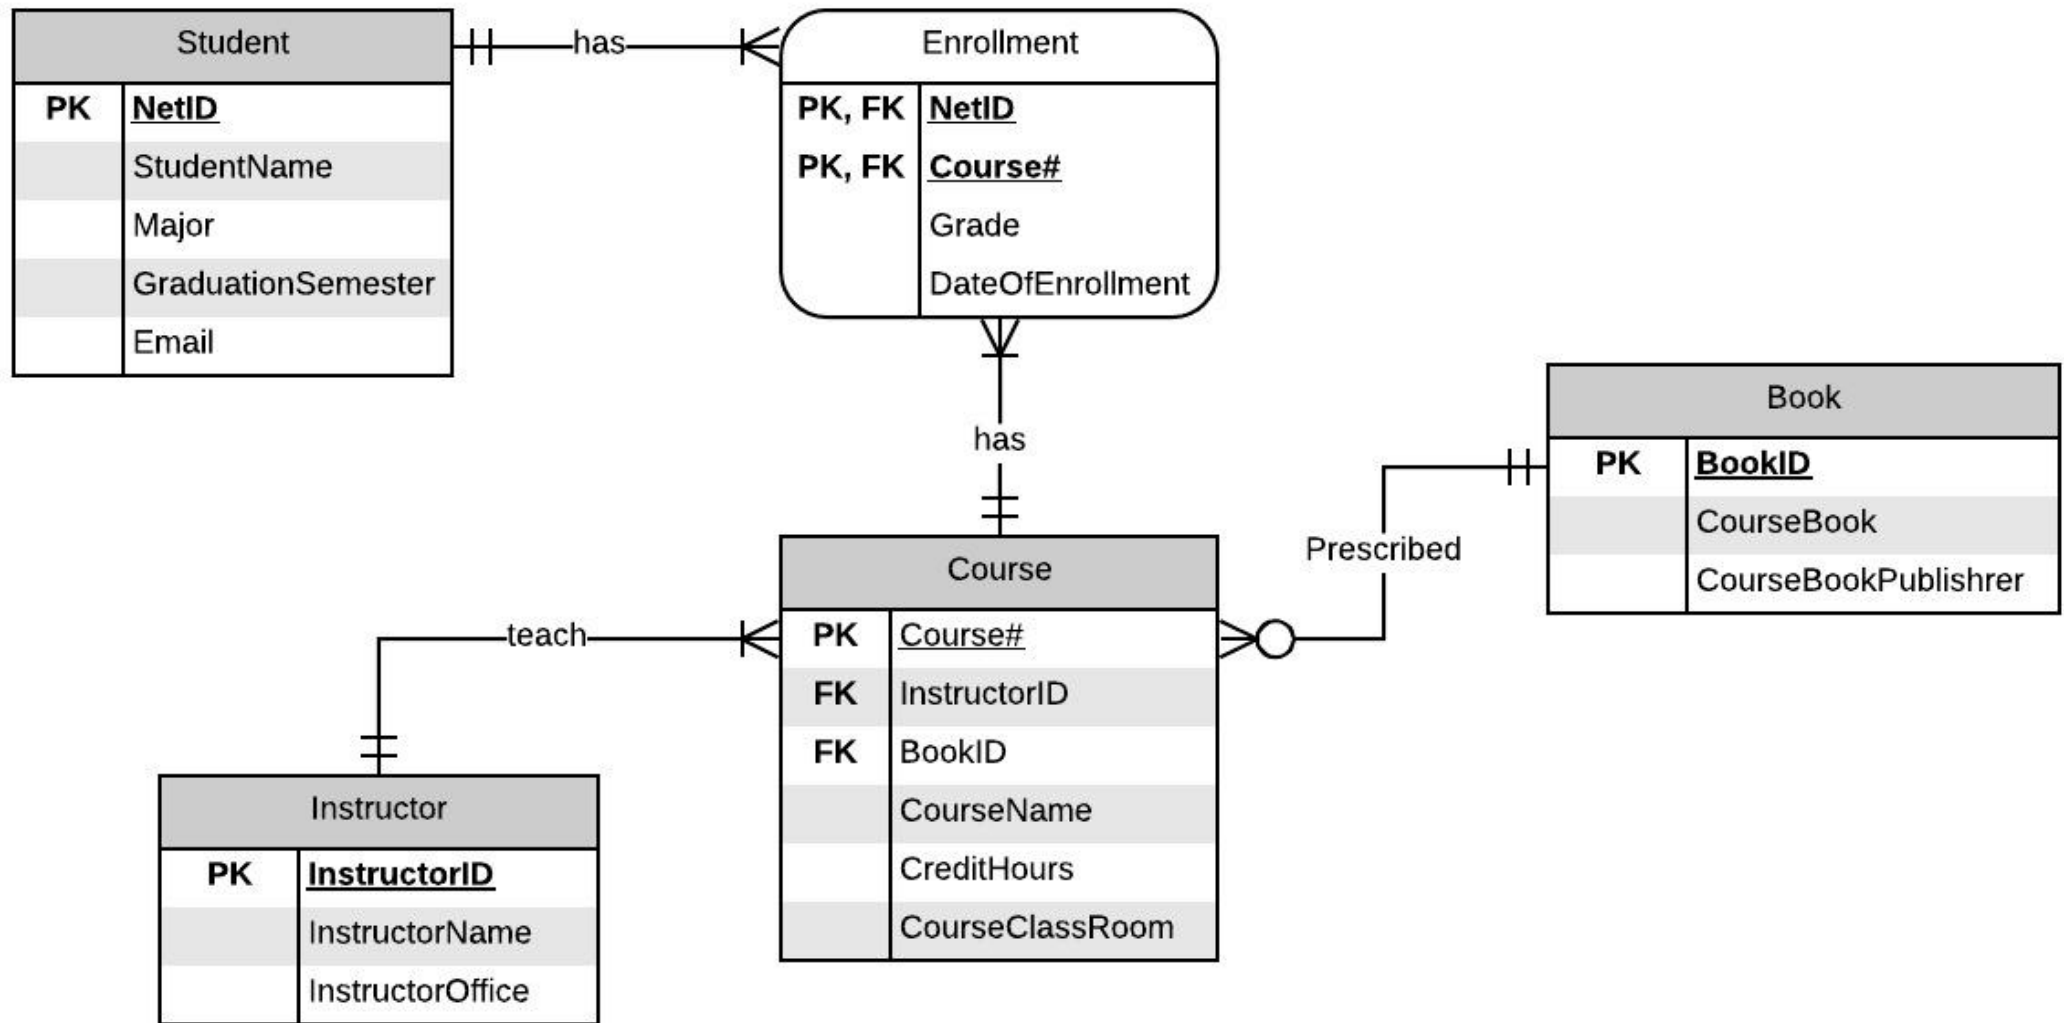 Student
PK NetID
StudentName
Major
GraduationSemester
Email
has
Enrollment
PK, FK NetID
PK, FK Course#
Grade
DateOfEnrollment
has
Book
PK BookID
CourseBook
CourseBookPublishrer
Prescribed
Course
PK Course#
FK InstructorID
FK BookID
CourseName
CreditHours
CourseClassRoom
teach
Instructor
PK InstructorID
InstructorName
InstructorOffice